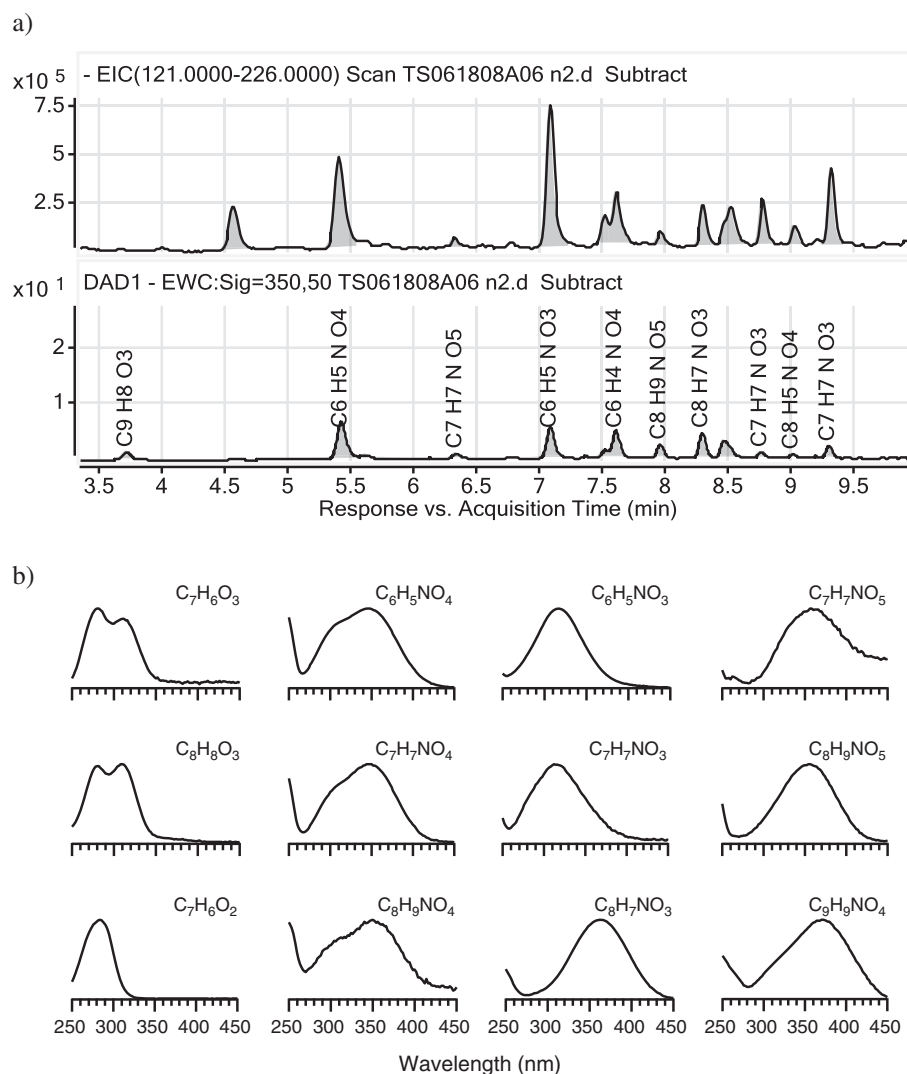 a)
x10 5 - EIC(121.0000-226.0000) Scan TS061808A06 n2.d Subtract
7.5
5
2.5
x10 1 DAD1 - EWC:Sig=350,50 TS061808A06 n2.d Subtract
2
1
C9 H8 O3
C6 H5 N O4
C7 H7 N O5
C6 H5 N O3
C6 H4 N O4
C8 H9 N O5
C8 H7 N O3
C7 H7 N O3
C8 H5 N O4
C7 H7 N O3
3.5 4 4.5 5 5.5 6 6.5 7 7.5 8 8.5 9 9.5
Response vs. Acquisition Time (min)
b)
C7H6O3 C6H5NO4 C6H5NO3 C7H7NO5
C8H8O3 C7H7NO4 C7H7NO3 C8H9NO5
C7H6O2 C8H9NO4 C8H7NO3 C9H9NO4
250 300 350 400 450 250 300 350 400 450 250 300 350 400 450 250 300 350 400 450
Wavelength (nm)